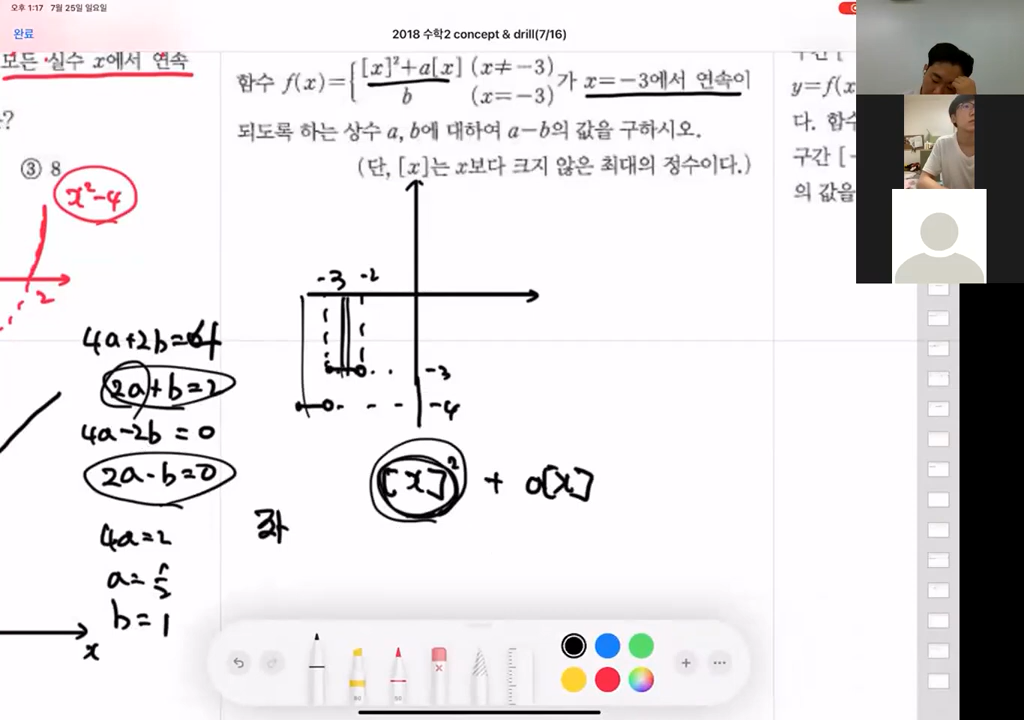 오후 1:17 7월 25일 일요일
완료
2018 수학2 concept & drill(7/16)
모든 실수 x에서 연속
?
③ 8
x²-4
2
4a+2b=4
2a+b=2
4a-2b=0
2a-b=0
4a=2
a=1/2
b=1
x
함수 f(x)={[x]²+a[x] (x≠-3)
b (x=-3)
가 x=-3에서 연속이
되도록 하는 상수 a, b에 대하여 a-b의 값을 구하시오.
(단, [x]는 x보다 크지 않은 최대의 정수이다.)
-3 -2
-3
-4
[x]² + a[x]
좌
y=f(x
다. 함수
구간 [-
의 값을